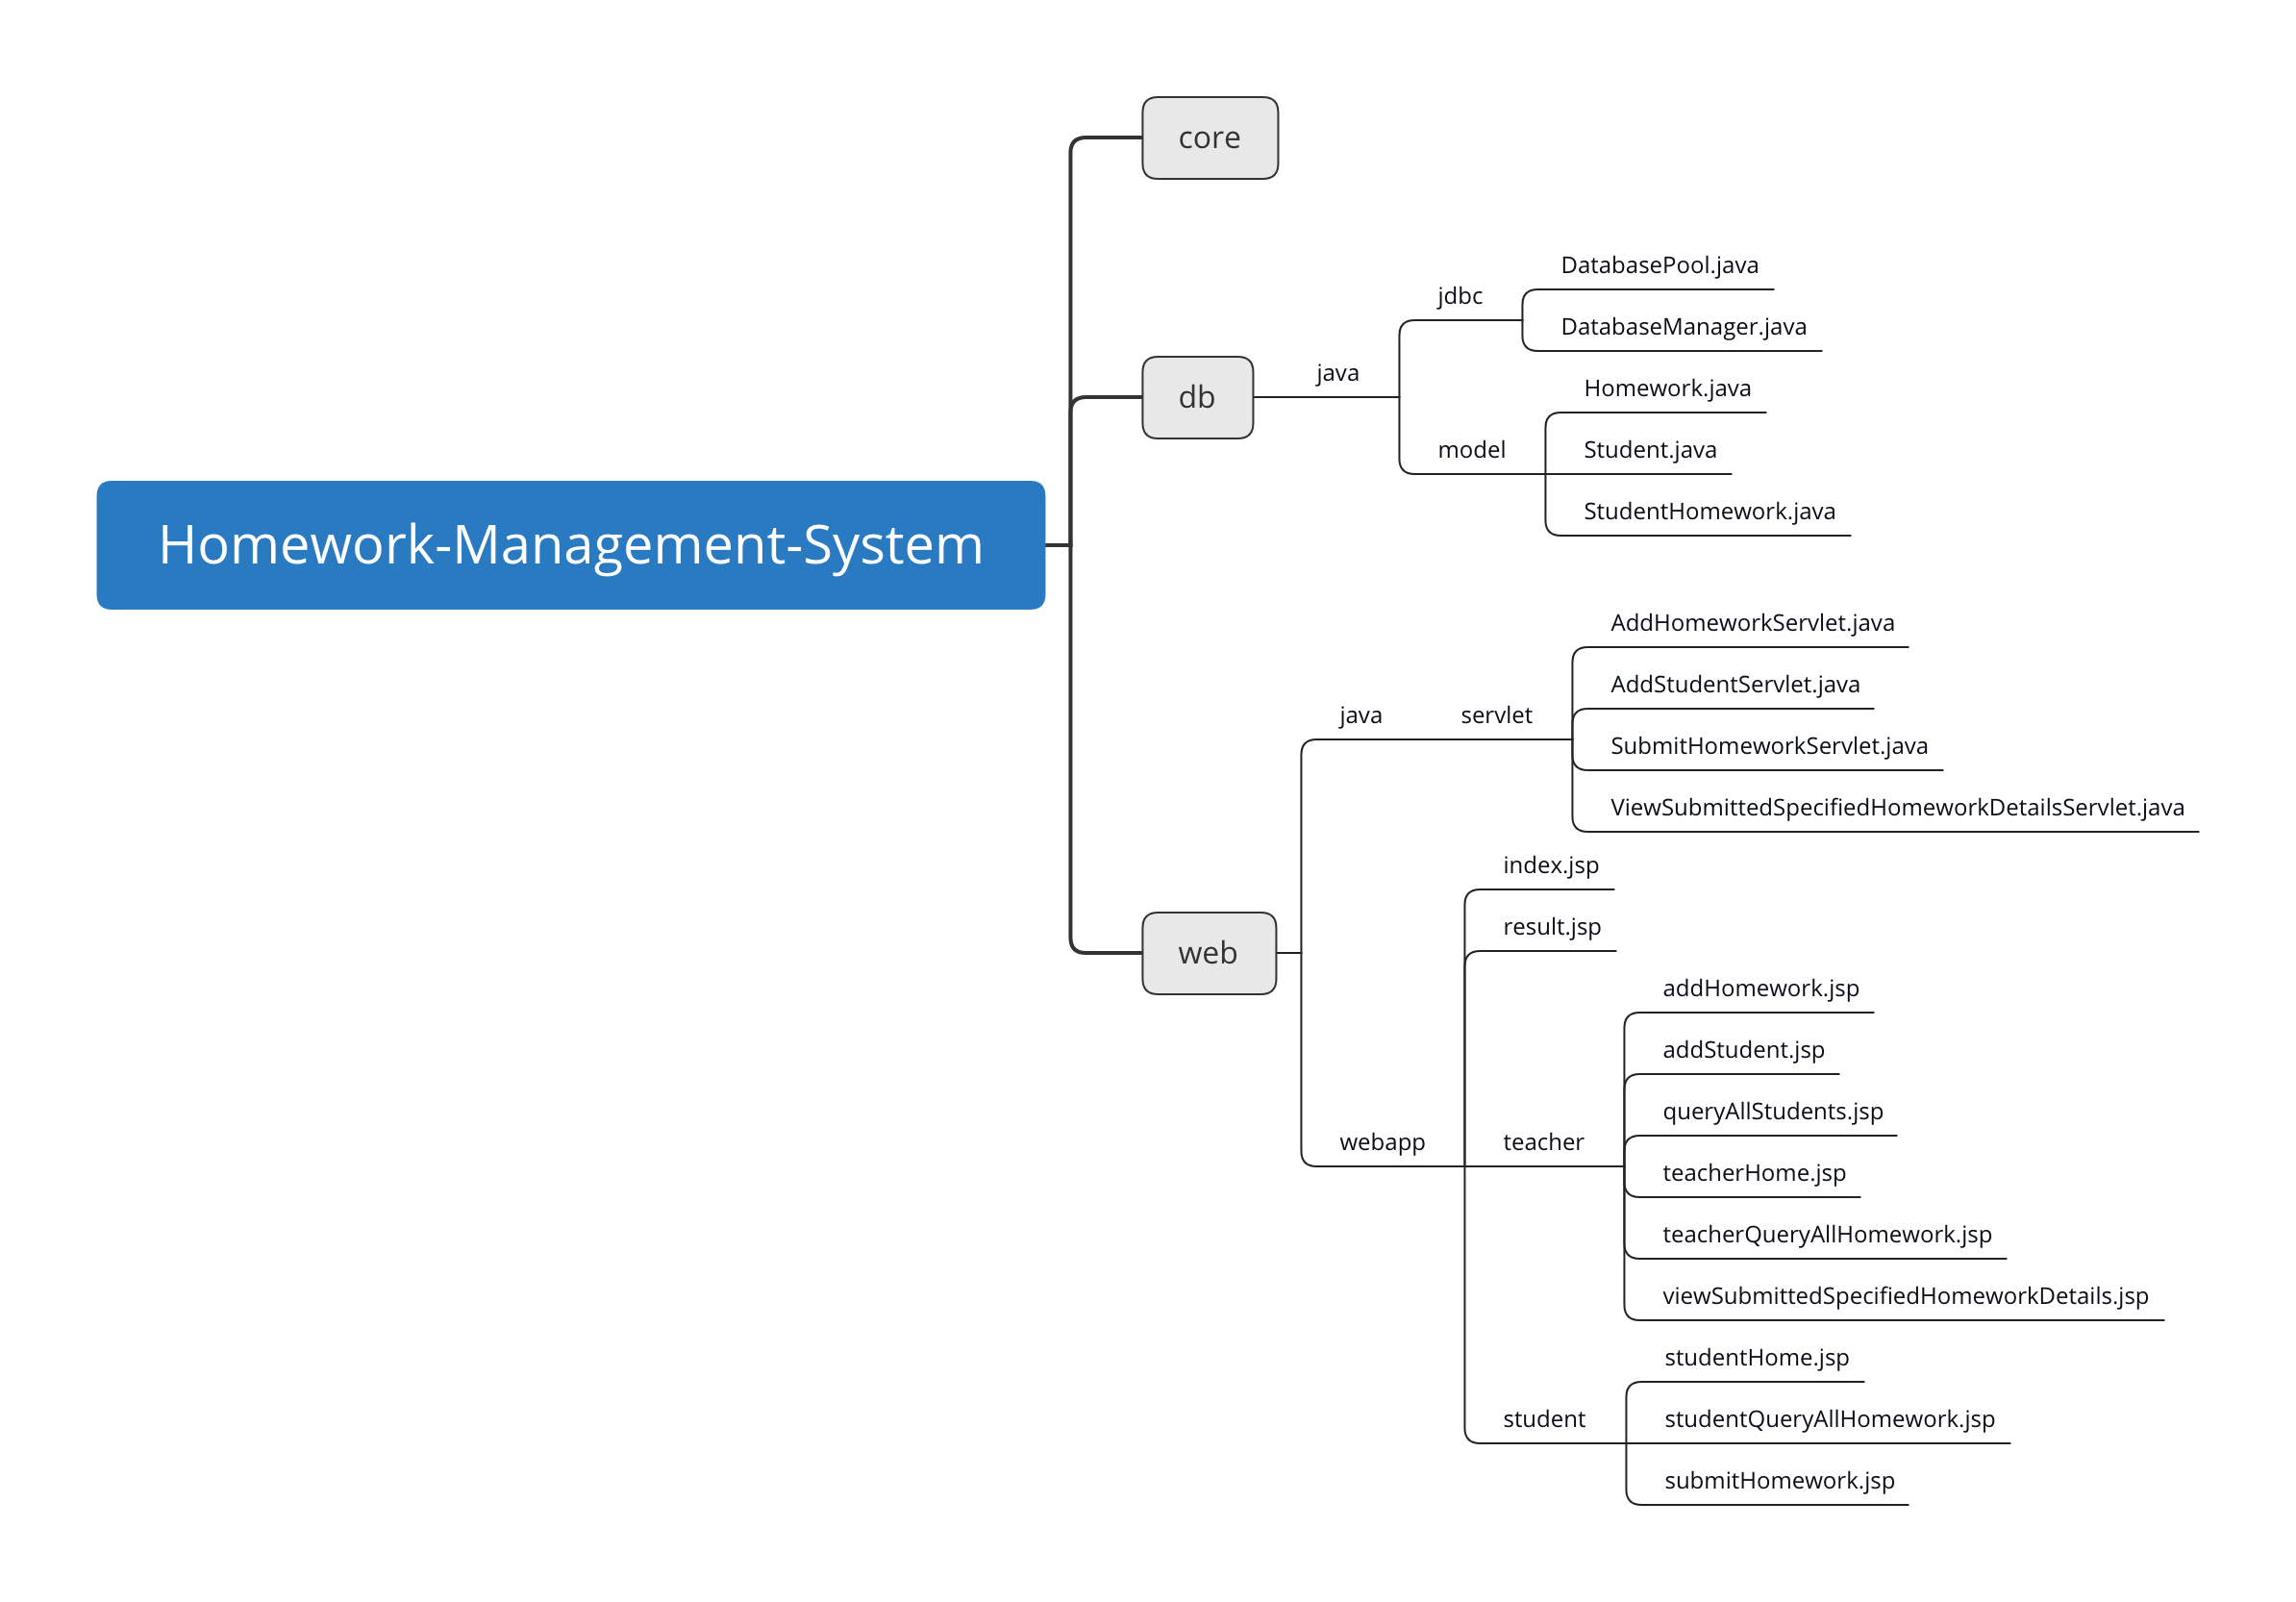 Homework-Management-System
core
db
java
jdbc
DatabasePool.java
DatabaseManager.java
model
Homework.java
Student.java
StudentHomework.java
web
java
servlet
AddHomeworkServlet.java
AddStudentServlet.java
SubmitHomeworkServlet.java
ViewSubmittedSpecifiedHomeworkDetailsServlet.java
webapp
index.jsp
result.jsp
teacher
addHomework.jsp
addStudent.jsp
queryAllStudents.jsp
teacherHome.jsp
teacherQueryAllHomework.jsp
viewSubmittedSpecifiedHomeworkDetails.jsp
student
studentHome.jsp
studentQueryAllHomework.jsp
submitHomework.jsp